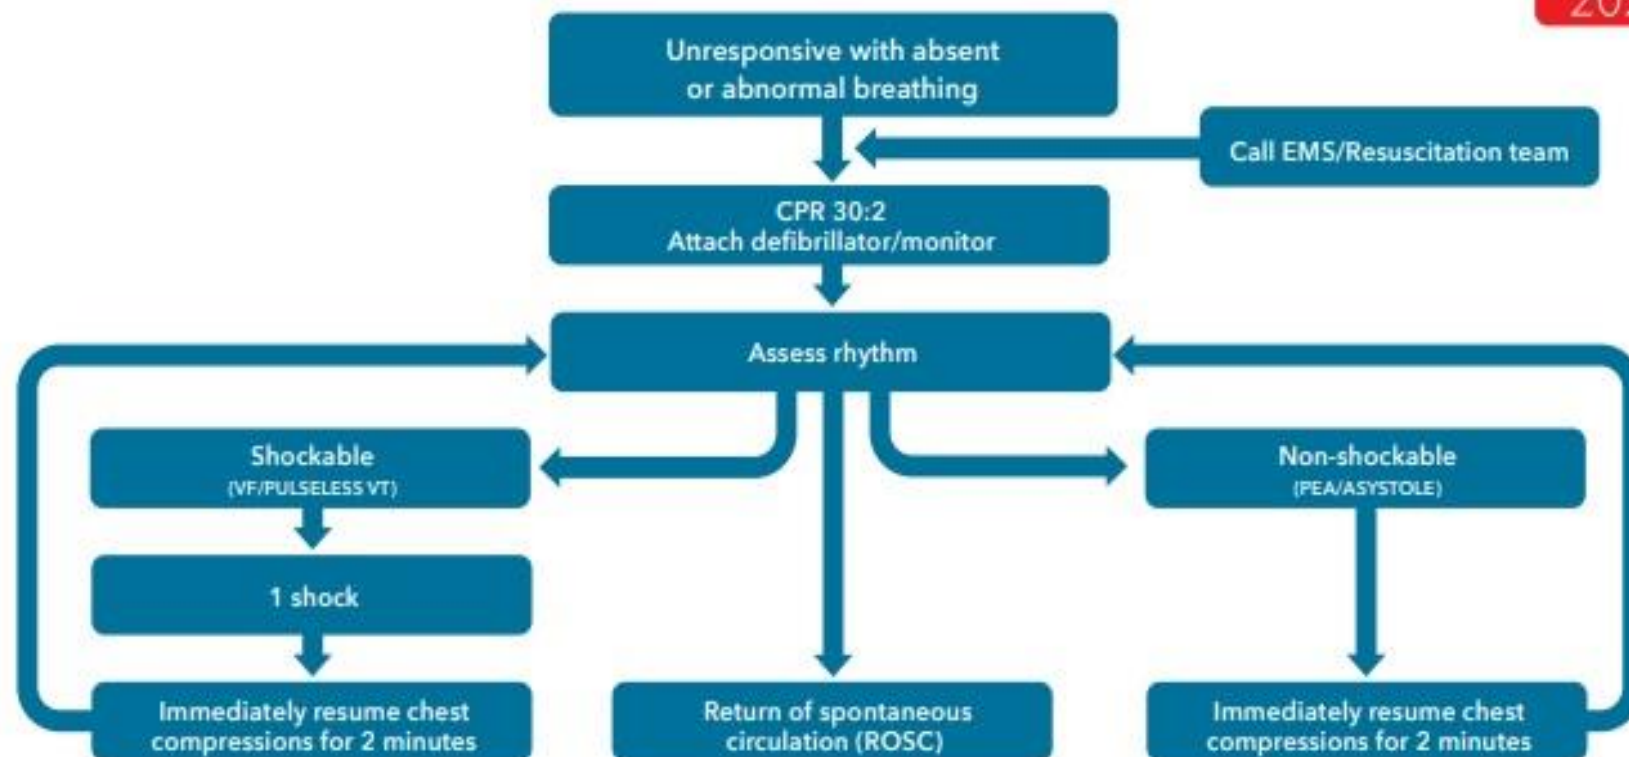 Unresponsive with absent
or abnormal breathing
Call EMS/Resuscitation team
CPR 30:2
Attach defibrillator/monitor
Assess rhythm
Shockable
(VF/PULSELESS VT)
Non-shockable
(PEA/ASYSTOLE)
1 shock
Immediately resume chest
compressions for 2 minutes
Return of spontaneous
circulation (ROSC)
Immediately resume chest
compressions for 2 minutes